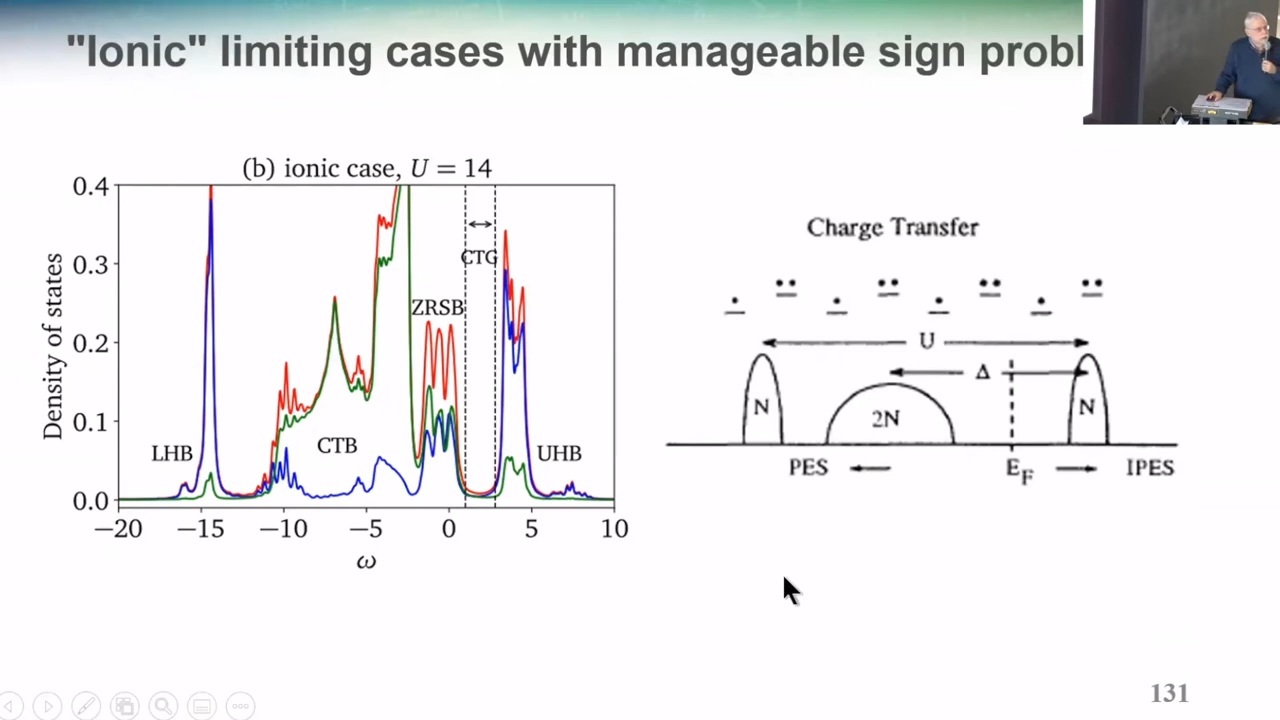 "Ionic" limiting cases with manageable sign probl
(b) ionic case, U = 14
0.4
0.3
0.2
0.1
0.0
Density of states
LHB
CTB
ZRSB
CTG
UHB
−20 −15 −10 −5 0 5 10
ω
Charge Transfer
U
Δ
N
2N
N
PES
E_F
IPES
131